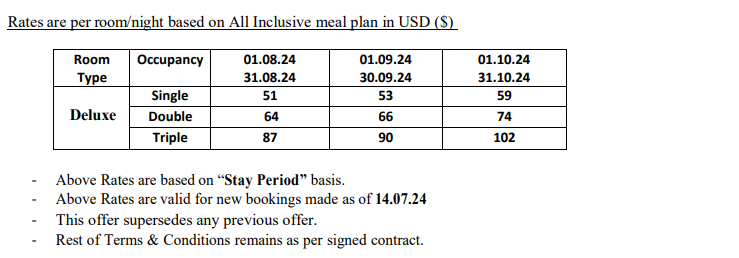 Rates are per room/night based on All Inclusive meal plan in USD ($)
Room Type Occupancy 01.08.24 31.08.24 01.09.24 30.09.24 01.10.24 31.10.24
Deluxe Single 51 53 59
Double 64 66 74
Triple 87 90 102
- Above Rates are based on “Stay Period” basis.
- Above Rates are valid for new bookings made as of 14.07.24
- This offer supersedes any previous offer.
- Rest of Terms & Conditions remains as per signed contract.